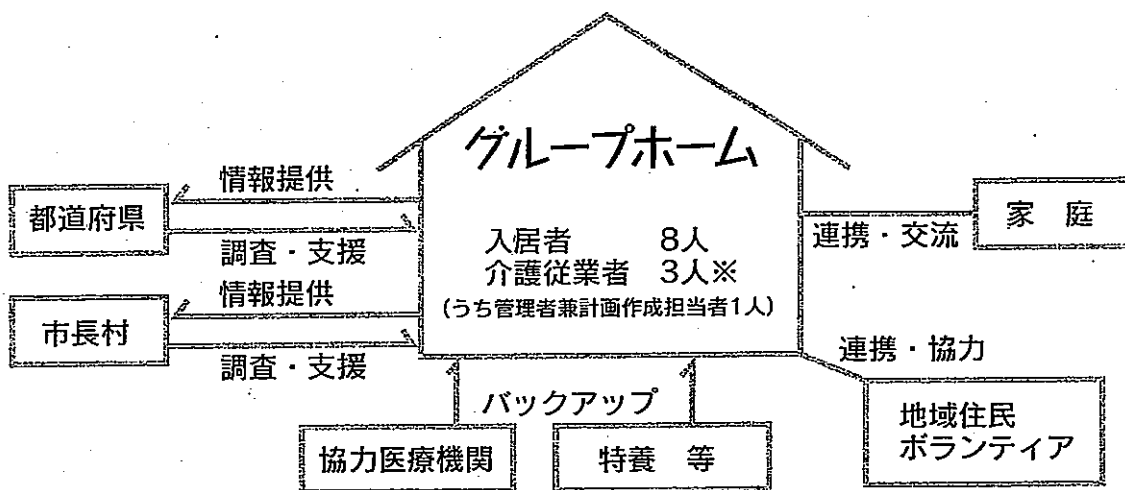 グループホーム
入居者 8人
介護従業者 3人※
(うち管理者兼計画作成担当者1人)
情報提供
都道府県
調査・支援
情報提供
市長村
調査・支援
連携・交流
家 庭
連携・協力
地域住民
ボランティア
バックアップ
協力医療機関
特養 等